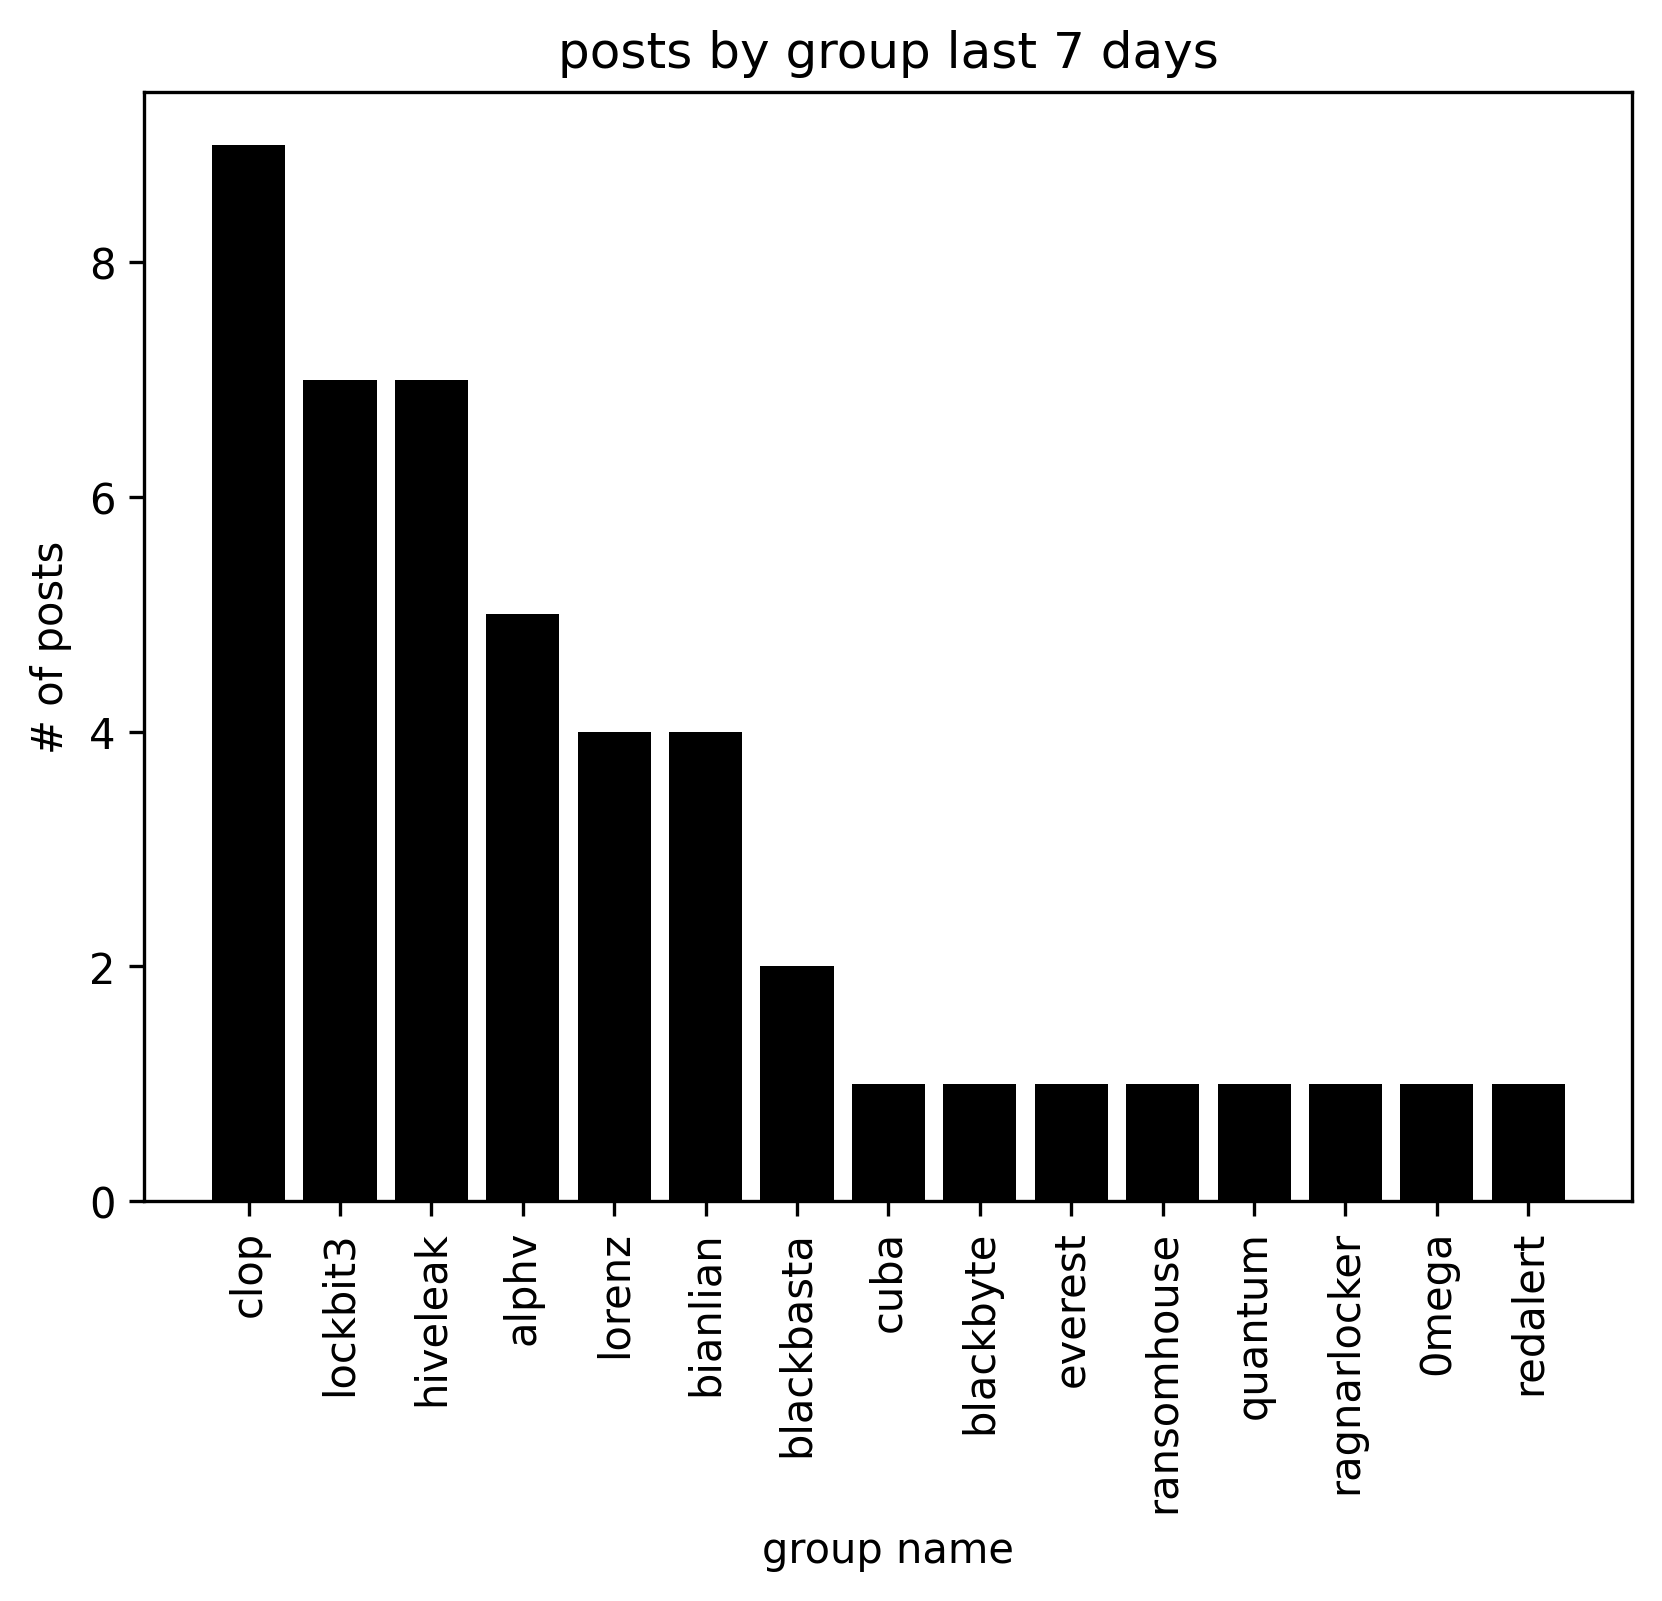 posts by group last 7 days
# of posts
8
6
4
2
0
clop
lockbit3
hiveleak
alphv
lorenz
bianlian
blackbasta
cuba
blackbyte
everest
ransomhouse
quantum
ragnarlocker
0mega
redalert
group name